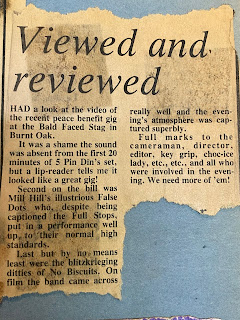 Viewed and
reviewed
HAD a look at the video of
the recent peace benefit gig
at the Bald Faced Stag in
Burnt Oak.
It was a shame the sound
was absent from the first 20
minutes of 5 Pin Din's set,
but a lip-reader tells me it
looked like a great gig!
Second on the bill was
Mill Hill's illustrious False
Dots who, despite being
captioned the Full Stops,
put in a performance well
up to their normal high
standards.
Last but by no means
least were the blitzkrieging
ditties of No Biscuits. On
film the band came across
really well and the even-
ing's atmosphere was cap-
tured superbly.
Full marks to the
cameraman, director,
editor, key grip, choc-ice
lady, etc., etc., and all who
were involved in the even-
ing. We need more of 'em!